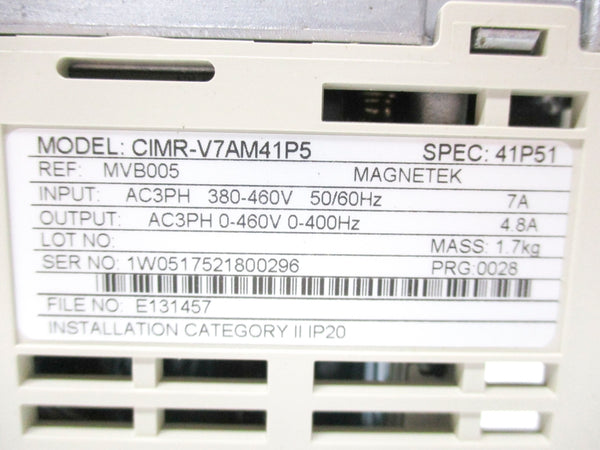 MODEL: CIMR-V7AM41P5 SPEC: 41P51
REF: MVB005 MAGNETEK
INPUT: AC3PH 380-460V 50/60Hz 7A
OUTPUT: AC3PH 0-460V 0-400Hz 4.8A
LOT NO: MASS: 1.7kg
SER NO: 1W0517521800296 PRG:0028
FILE NO: E131457
INSTALLATION CATEGORY II IP20